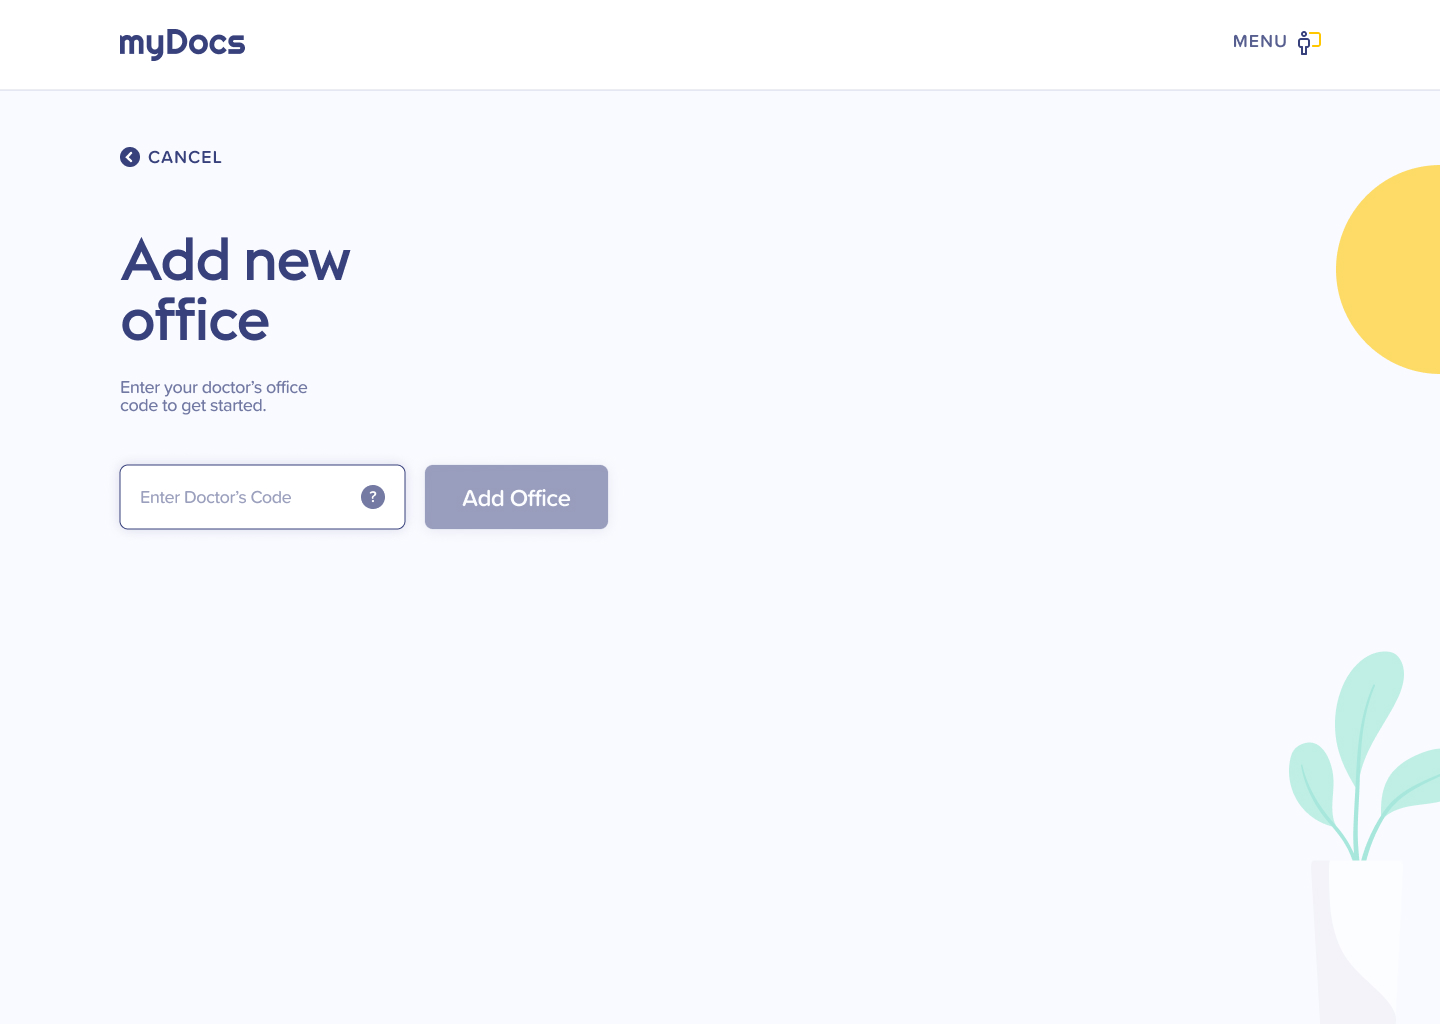 myDocs
MENU
CANCEL
Add new
office
Enter your doctor’s office
code to get started.
Enter Doctor’s Code
?
Add Office